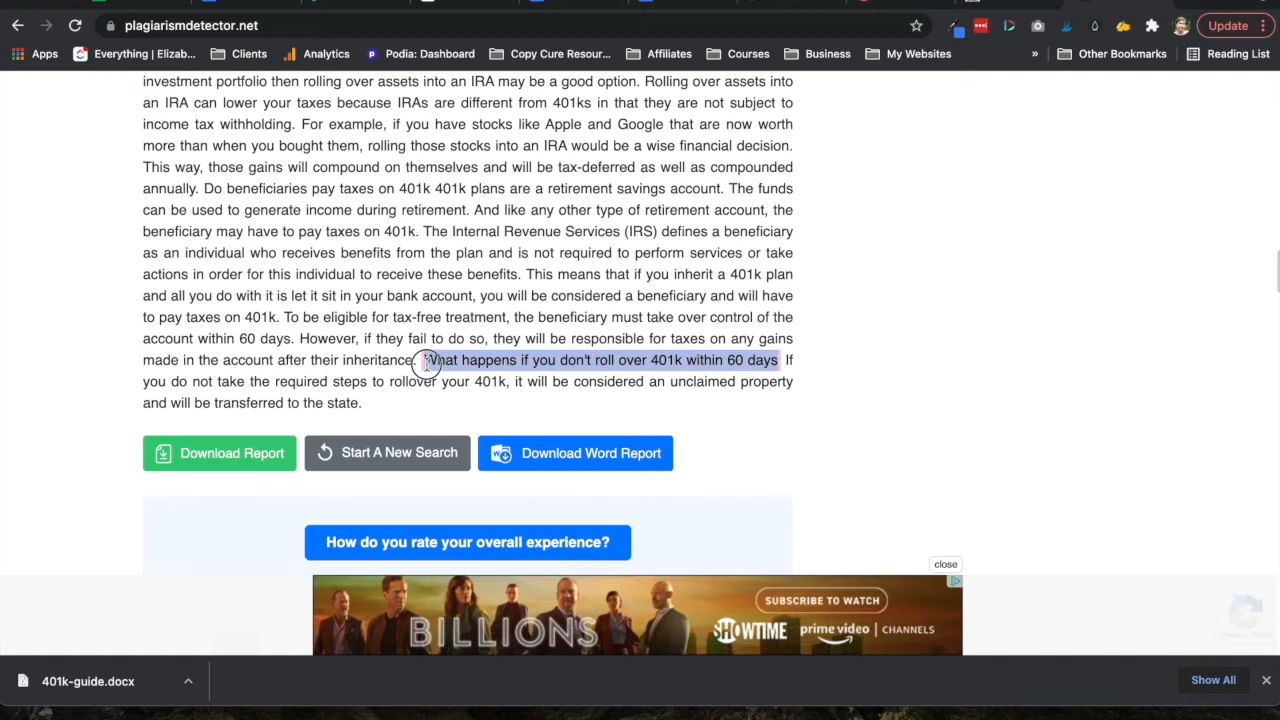 plagiarismdetector.net
Update
Apps
Everything | Elizab...
Clients
Analytics
Podia: Dashboard
Copy Cure Resour...
Affiliates
Courses
Business
My Websites
»
Other Bookmarks
Reading List
investment portfolio then rolling over assets into an IRA may be a good option. Rolling over assets into
an IRA can lower your taxes because IRAs are different from 401ks in that they are not subject to
income tax withholding. For example, if you have stocks like Apple and Google that are now worth
more than when you bought them, rolling those stocks into an IRA would be a wise financial decision.
This way, those gains will compound on themselves and will be tax-deferred as well as compounded
annually. Do beneficiaries pay taxes on 401k 401k plans are a retirement savings account. The funds
can be used to generate income during retirement. And like any other type of retirement account, the
beneficiary may have to pay taxes on 401k. The Internal Revenue Services (IRS) defines a beneficiary
as an individual who receives benefits from the plan and is not required to perform services or take
actions in order for this individual to receive these benefits. This means that if you inherit a 401k plan
and all you do with it is let it sit in your bank account, you will be considered a beneficiary and will have
to pay taxes on 401k. To be eligible for tax-free treatment, the beneficiary must take over control of the
account within 60 days. However, if they fail to do so, they will be responsible for taxes on any gains
made in the account after their inheritance. What happens if you don't roll over 401k within 60 days If
you do not take the required steps to rollover your 401k, it will be considered an unclaimed property
and will be transferred to the state.
Download Report
Start A New Search
Download Word Report
How do you rate your overall experience?
close
BILLIONS
SUBSCRIBE TO WATCH
SHOWTIME prime video | CHANNELS
401k-guide.docx
Show All